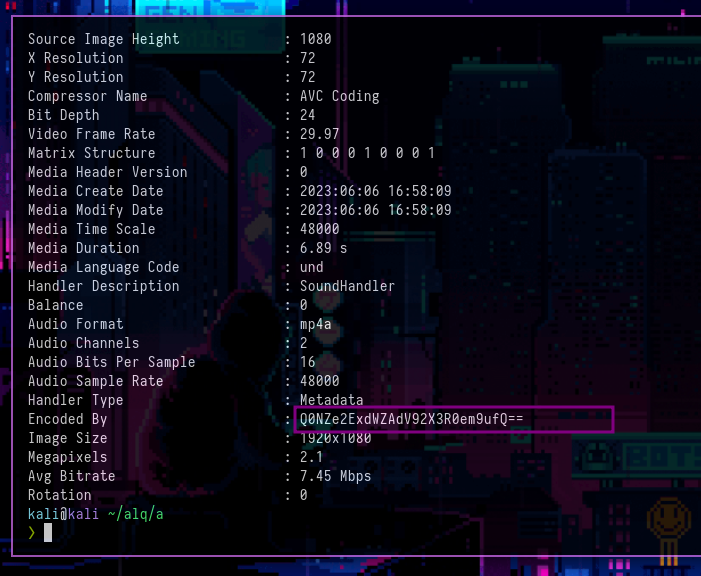 Source Image Height : 1080
X Resolution : 72
Y Resolution : 72
Compressor Name : AVC Coding
Bit Depth : 24
Video Frame Rate : 29.97
Matrix Structure : 1 0 0 0 1 0 0 0 1
Media Header Version : 0
Media Create Date : 2023:06:06 16:58:09
Media Modify Date : 2023:06:06 16:58:09
Media Time Scale : 48000
Media Duration : 6.89 s
Media Language Code : und
Handler Description : SoundHandler
Balance : 0
Audio Format : mp4a
Audio Channels : 2
Audio Bits Per Sample : 16
Audio Sample Rate : 48000
Handler Type : Metadata
Encoded By : Q0NZe2ExdWZAdV92X3R0em9ufQ==
Image Size : 1920x1080
Megapixels : 2.1
Avg Bitrate : 7.45 Mbps
Rotation : 0
kali@kali ~/alq/a
❯